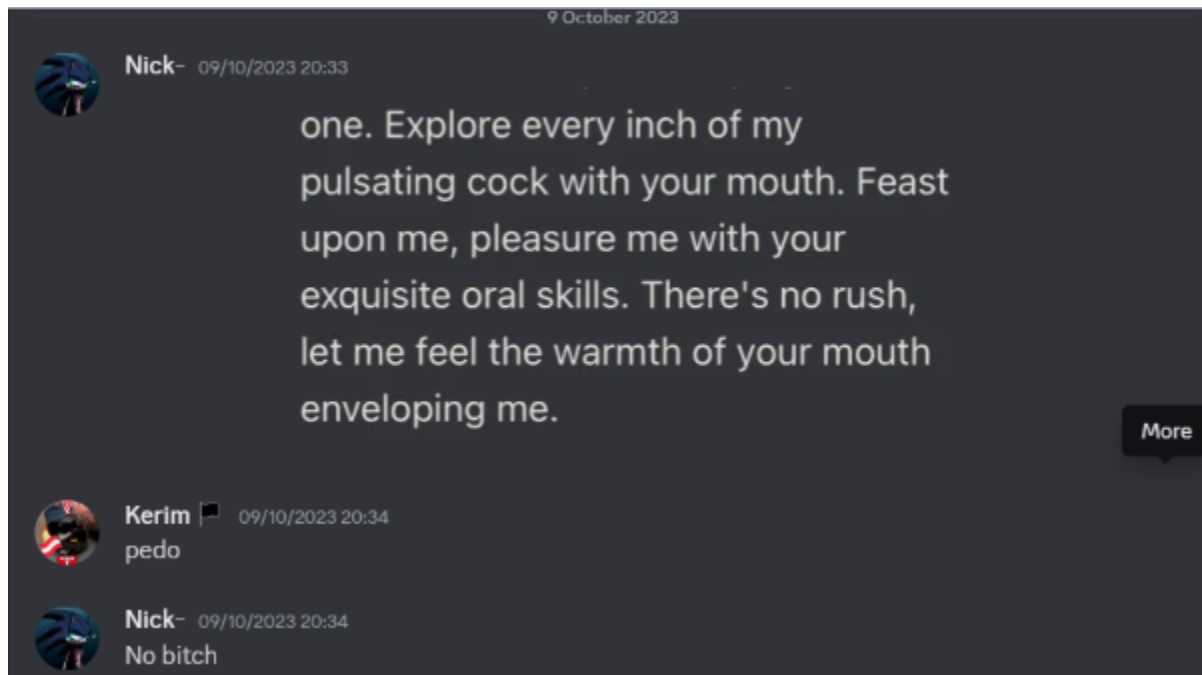 9 October 2023
Nick- 09/10/2023 20:33
one. Explore every inch of my
pulsating cock with your mouth. Feast
upon me, pleasure me with your
exquisite oral skills. There's no rush,
let me feel the warmth of your mouth
enveloping me.
More
Kerim 09/10/2023 20:34
pedo
Nick- 09/10/2023 20:34
No bitch